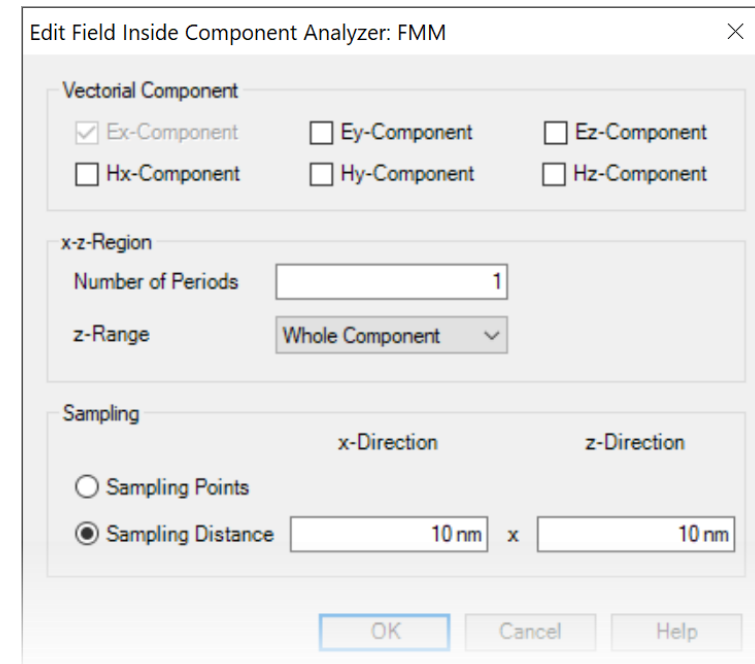 Edit Field Inside Component Analyzer: FMM
Vectorial Component
Ex-Component Ey-Component Ez-Component
Hx-Component Hy-Component Hz-Component
x-z-Region
Number of Periods 1
z-Range Whole Component
Sampling
x-Direction z-Direction
Sampling Points
Sampling Distance 10 nm x 10 nm
OK Cancel Help